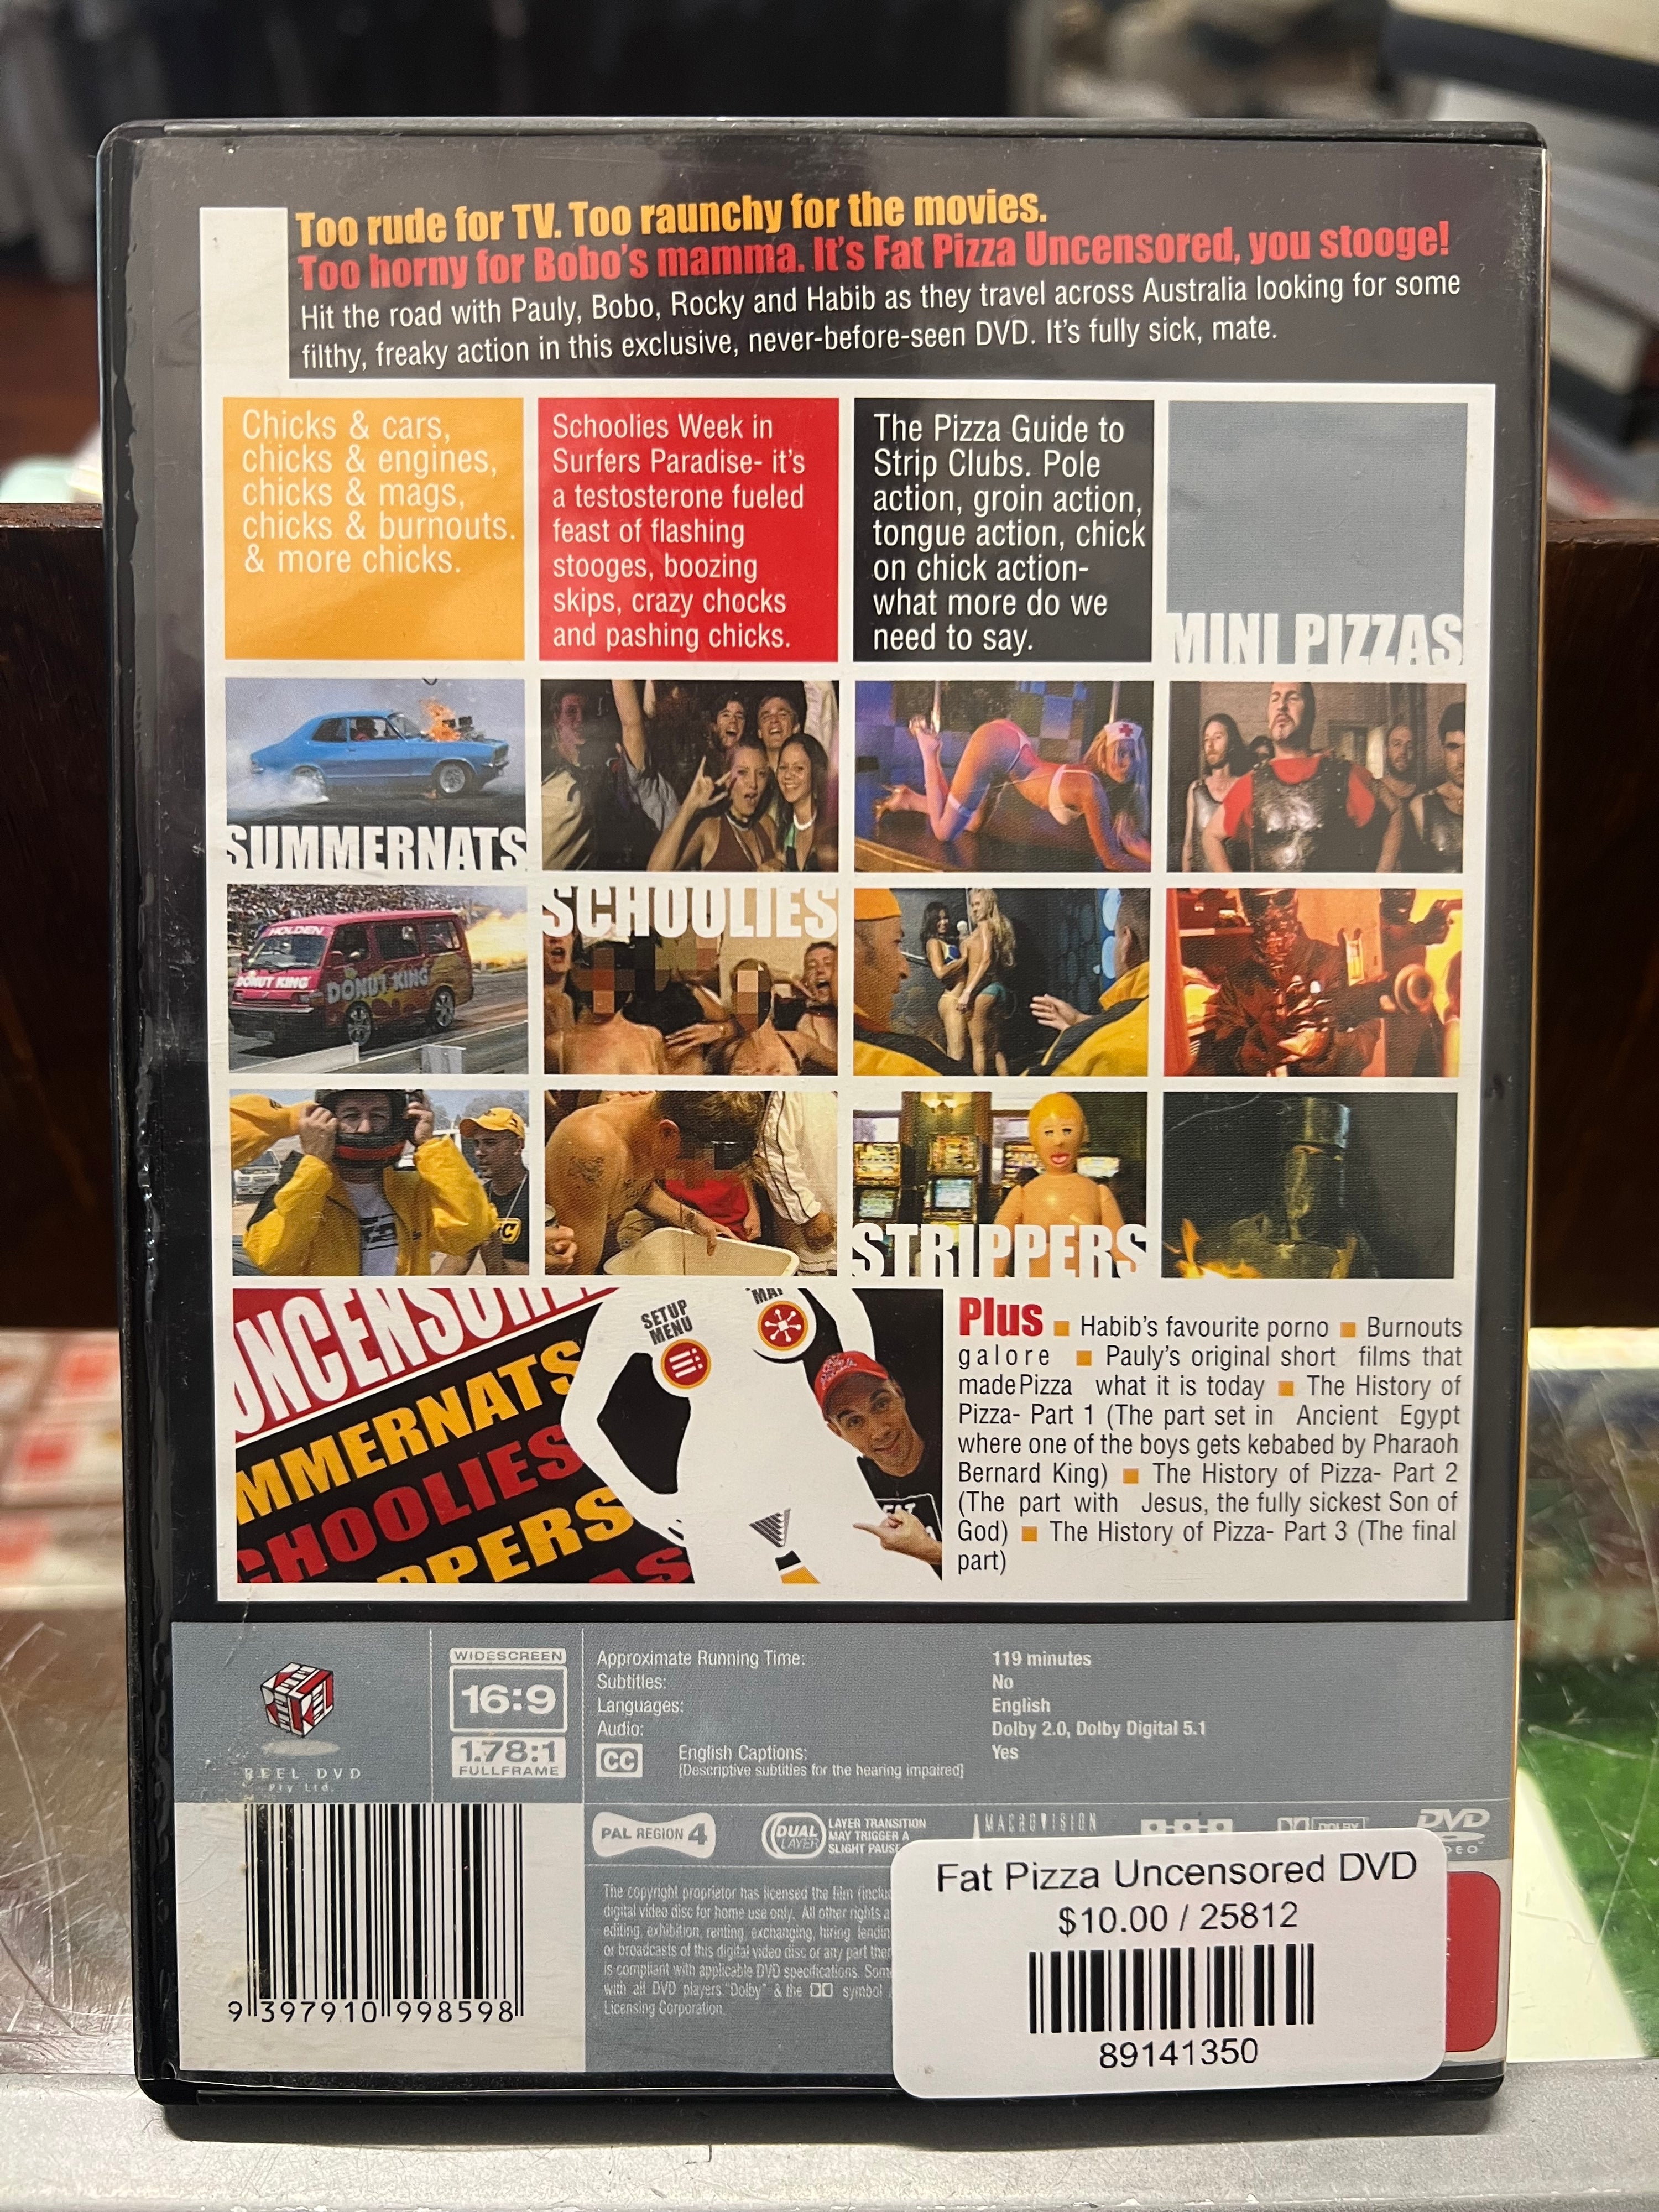 Too rude for TV. Too raunchy for the movies.
Too horny for Bobo's mamma. It's Fat Pizza Uncensored, you stooge!
Hit the road with Pauly, Bobo, Rocky and Habib as they travel across Australia looking for some
filthy, freaky action in this exclusive, never-before-seen DVD. It's fully sick, mate.
Chicks & cars,
chicks & engines,
chicks & mags,
chicks & burnouts.
& more chicks.
Schoolies Week in
Surfers Paradise- it's
a testosterone fueled
feast of flashing
stooges, boozing
skips, crazy chocks
and pashing chicks.
The Pizza Guide to
Strip Clubs. Pole
action, groin action,
tongue action, chick
on chick action-
what more do we
need to say.
MINI PIZZAS
SUMMERNATS
SCHOOLIES
HOLDEN
DONUT KING
DONUT KING
STRIPPERS
UNCENSOR
MMERNATS
CHOOLIES
PPERS
AS
SETUP
MENU
MAI
Plus ■ Habib's favourite porno ■ Burnouts
galore ■ Pauly's original short films that
made Pizza what it is today ■ The History of
Pizza- Part 1 (The part set in Ancient Egypt
where one of the boys gets kebabed by Pharaoh
Bernard King) ■ The History of Pizza- Part 2
(The part with Jesus, the fully sickest Son of
God) ■ The History of Pizza- Part 3 (The final
part)
REEL
REEL DVD
Pty Ltd.
WIDESCREEN
16:9
1.78:1
FULLFRAME
Approximate Running Time: 119 minutes
Subtitles: No
Languages: English
Audio: Dolby 2.0, Dolby Digital 5.1
CC English Captions: Yes
[Descriptive subtitles for the hearing impaired]
PAL REGION 4
DUAL
LAYER
LAYER TRANSITION
MAY TRIGGER A
SLIGHT PAUSE
MACROVISION
DOLBY
DVD
The copyright proprietor has licensed the film (inclu
digital video disc for home use only. All other rights a
editing, exhibition, renting, exchanging, hiring, lendin
or broadcasts of this digital video disc or any part ther
is compliant with applicable DVD specifications. Som
with all DVD players. "Dolby" & the symbol
Licensing Corporation.
9 397910 998598
Fat Pizza Uncensored DVD
$10.00 / 25812
89141350